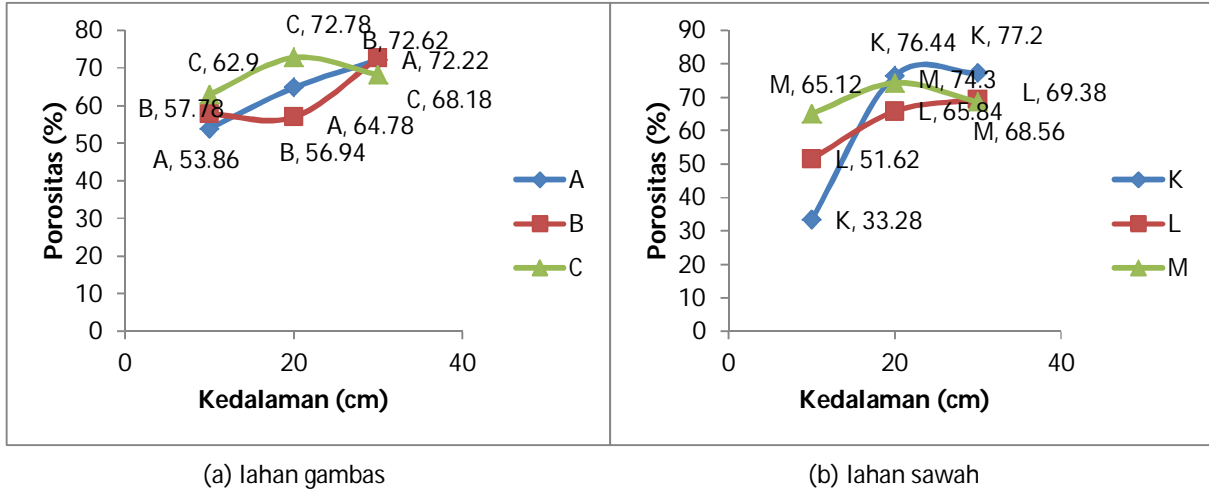 80
70
60
50
40
30
20
10
0
Porositas (%)
C, 72.78
B, 72.62
C, 62.9
A, 72.22
B, 57.78
C, 68.18
A, 64.78
A, 53.86
B, 56.94
A
B
C
0
20
40
Kedalaman (cm)
(a) lahan gambas
90
80
70
60
50
40
30
20
10
0
Porositas (%)
K, 76.44
K, 77.2
M, 65.12
M, 74.3
L, 69.38
L, 65.84
M, 68.56
L, 51.62
K, 33.28
K
L
M
0
20
40
Kedalaman (cm)
(b) lahan sawah